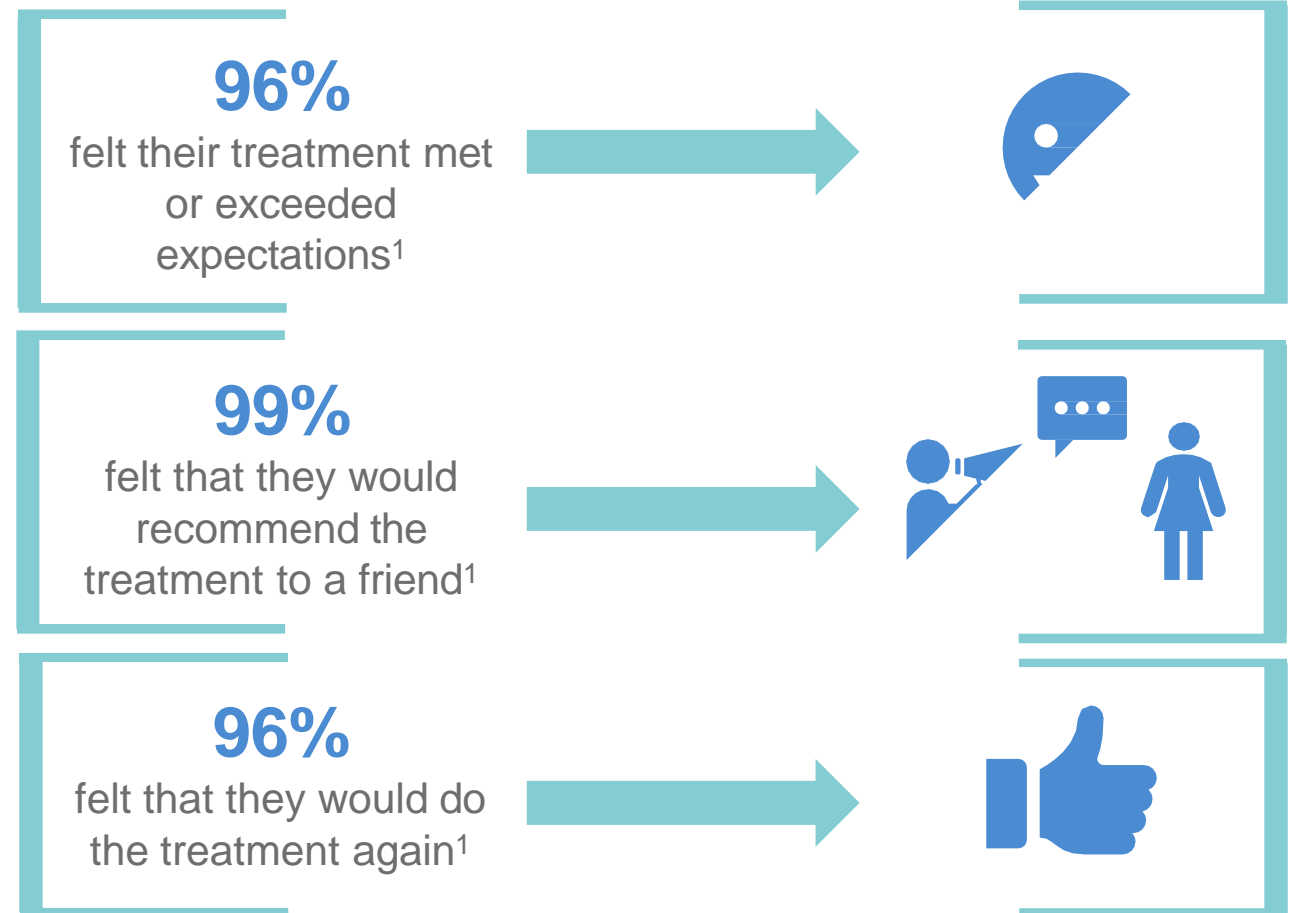 96%
felt their treatment met
or exceeded
expectations¹
99%
felt that they would
recommend the
treatment to a friend¹
96%
felt that they would do
the treatment again¹